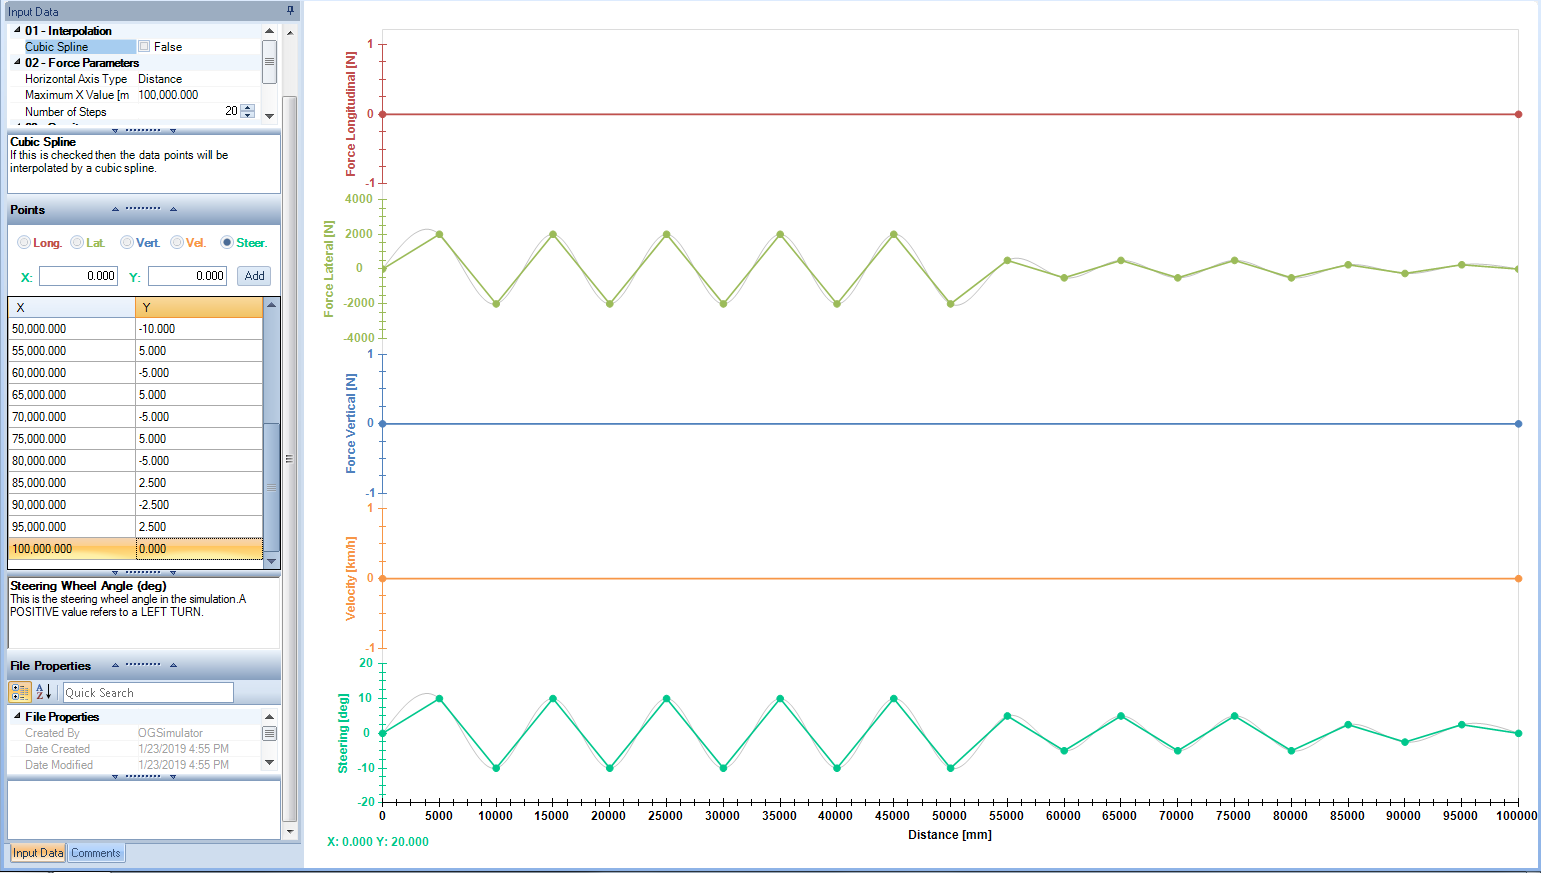 Input Data
01 - Interpolation
Cubic Spline False
02 - Force Parameters
Horizontal Axis Type Distance
Maximum X Value [m 100,000.000
Number of Steps 20
Cubic Spline
If this is checked then the data points will be
interpolated by a cubic spline.
Points
Long. Lat. Vert. Vel. Steer.
X: 0.000 Y: 0.000 Add
X Y
50,000.000 -10.000
55,000.000 5.000
60,000.000 -5.000
65,000.000 5.000
70,000.000 -5.000
75,000.000 5.000
80,000.000 -5.000
85,000.000 2.500
90,000.000 -2.500
95,000.000 2.500
100,000.000 0.000
Steering Wheel Angle (deg)
This is the steering wheel angle in the simulation.A
POSITIVE value refers to a LEFT TURN.
File Properties
A Z Quick Search
File Properties
Created By OGSimulator
Date Created 1/23/2019 4:55 PM
Date Modified 1/23/2019 4:55 PM
Input Data Comments
Force Longitudinal [N]
1
0
-1
Force Lateral [N]
4000
2000
0
-2000
-4000
Force Vertical [N]
1
0
-1
Velocity [km/h]
1
0
-1
Steering [deg]
20
10
0
-10
-20
0 5000 10000 15000 20000 25000 30000 35000 40000 45000 50000 55000 60000 65000 70000 75000 80000 85000 90000 95000 100000
Distance [mm]
X: 0.000 Y: 20.000